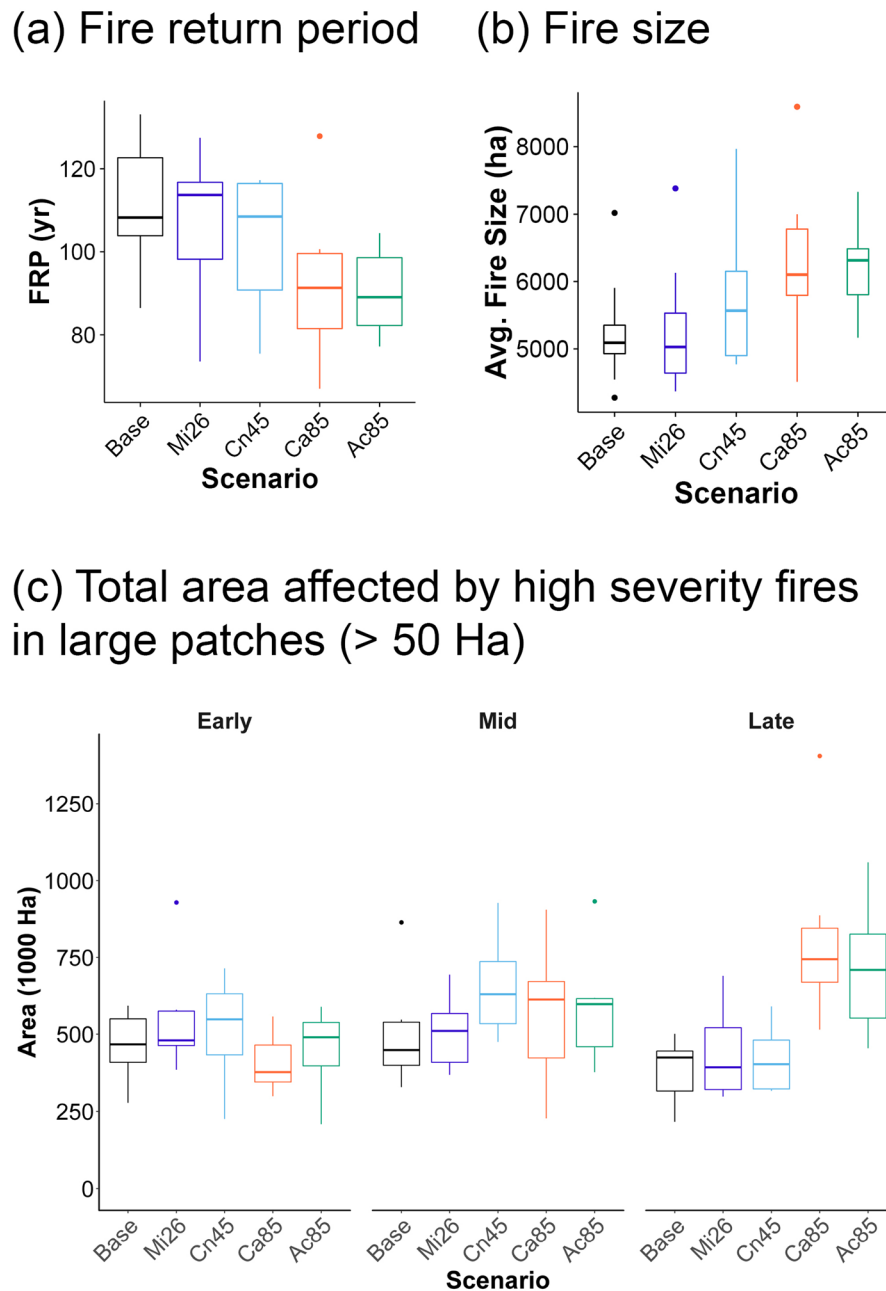 (a) Fire return period
(b) Fire size
FRP (yr)
120
100
80
Base
Mi26
Cn45
Ca85
Ac85
Scenario
Avg. Fire Size (ha)
8000
7000
6000
5000
Base
Mi26
Cn45
Ca85
Ac85
Scenario
(c) Total area affected by high severity fires
in large patches (> 50 Ha)
Early
Mid
Late
Area (1000 Ha)
1250
1000
750
500
250
0
Base
Mi26
Cn45
Ca85
Ac85
Base
Mi26
Cn45
Ca85
Ac85
Base
Mi26
Cn45
Ca85
Ac85
Scenario